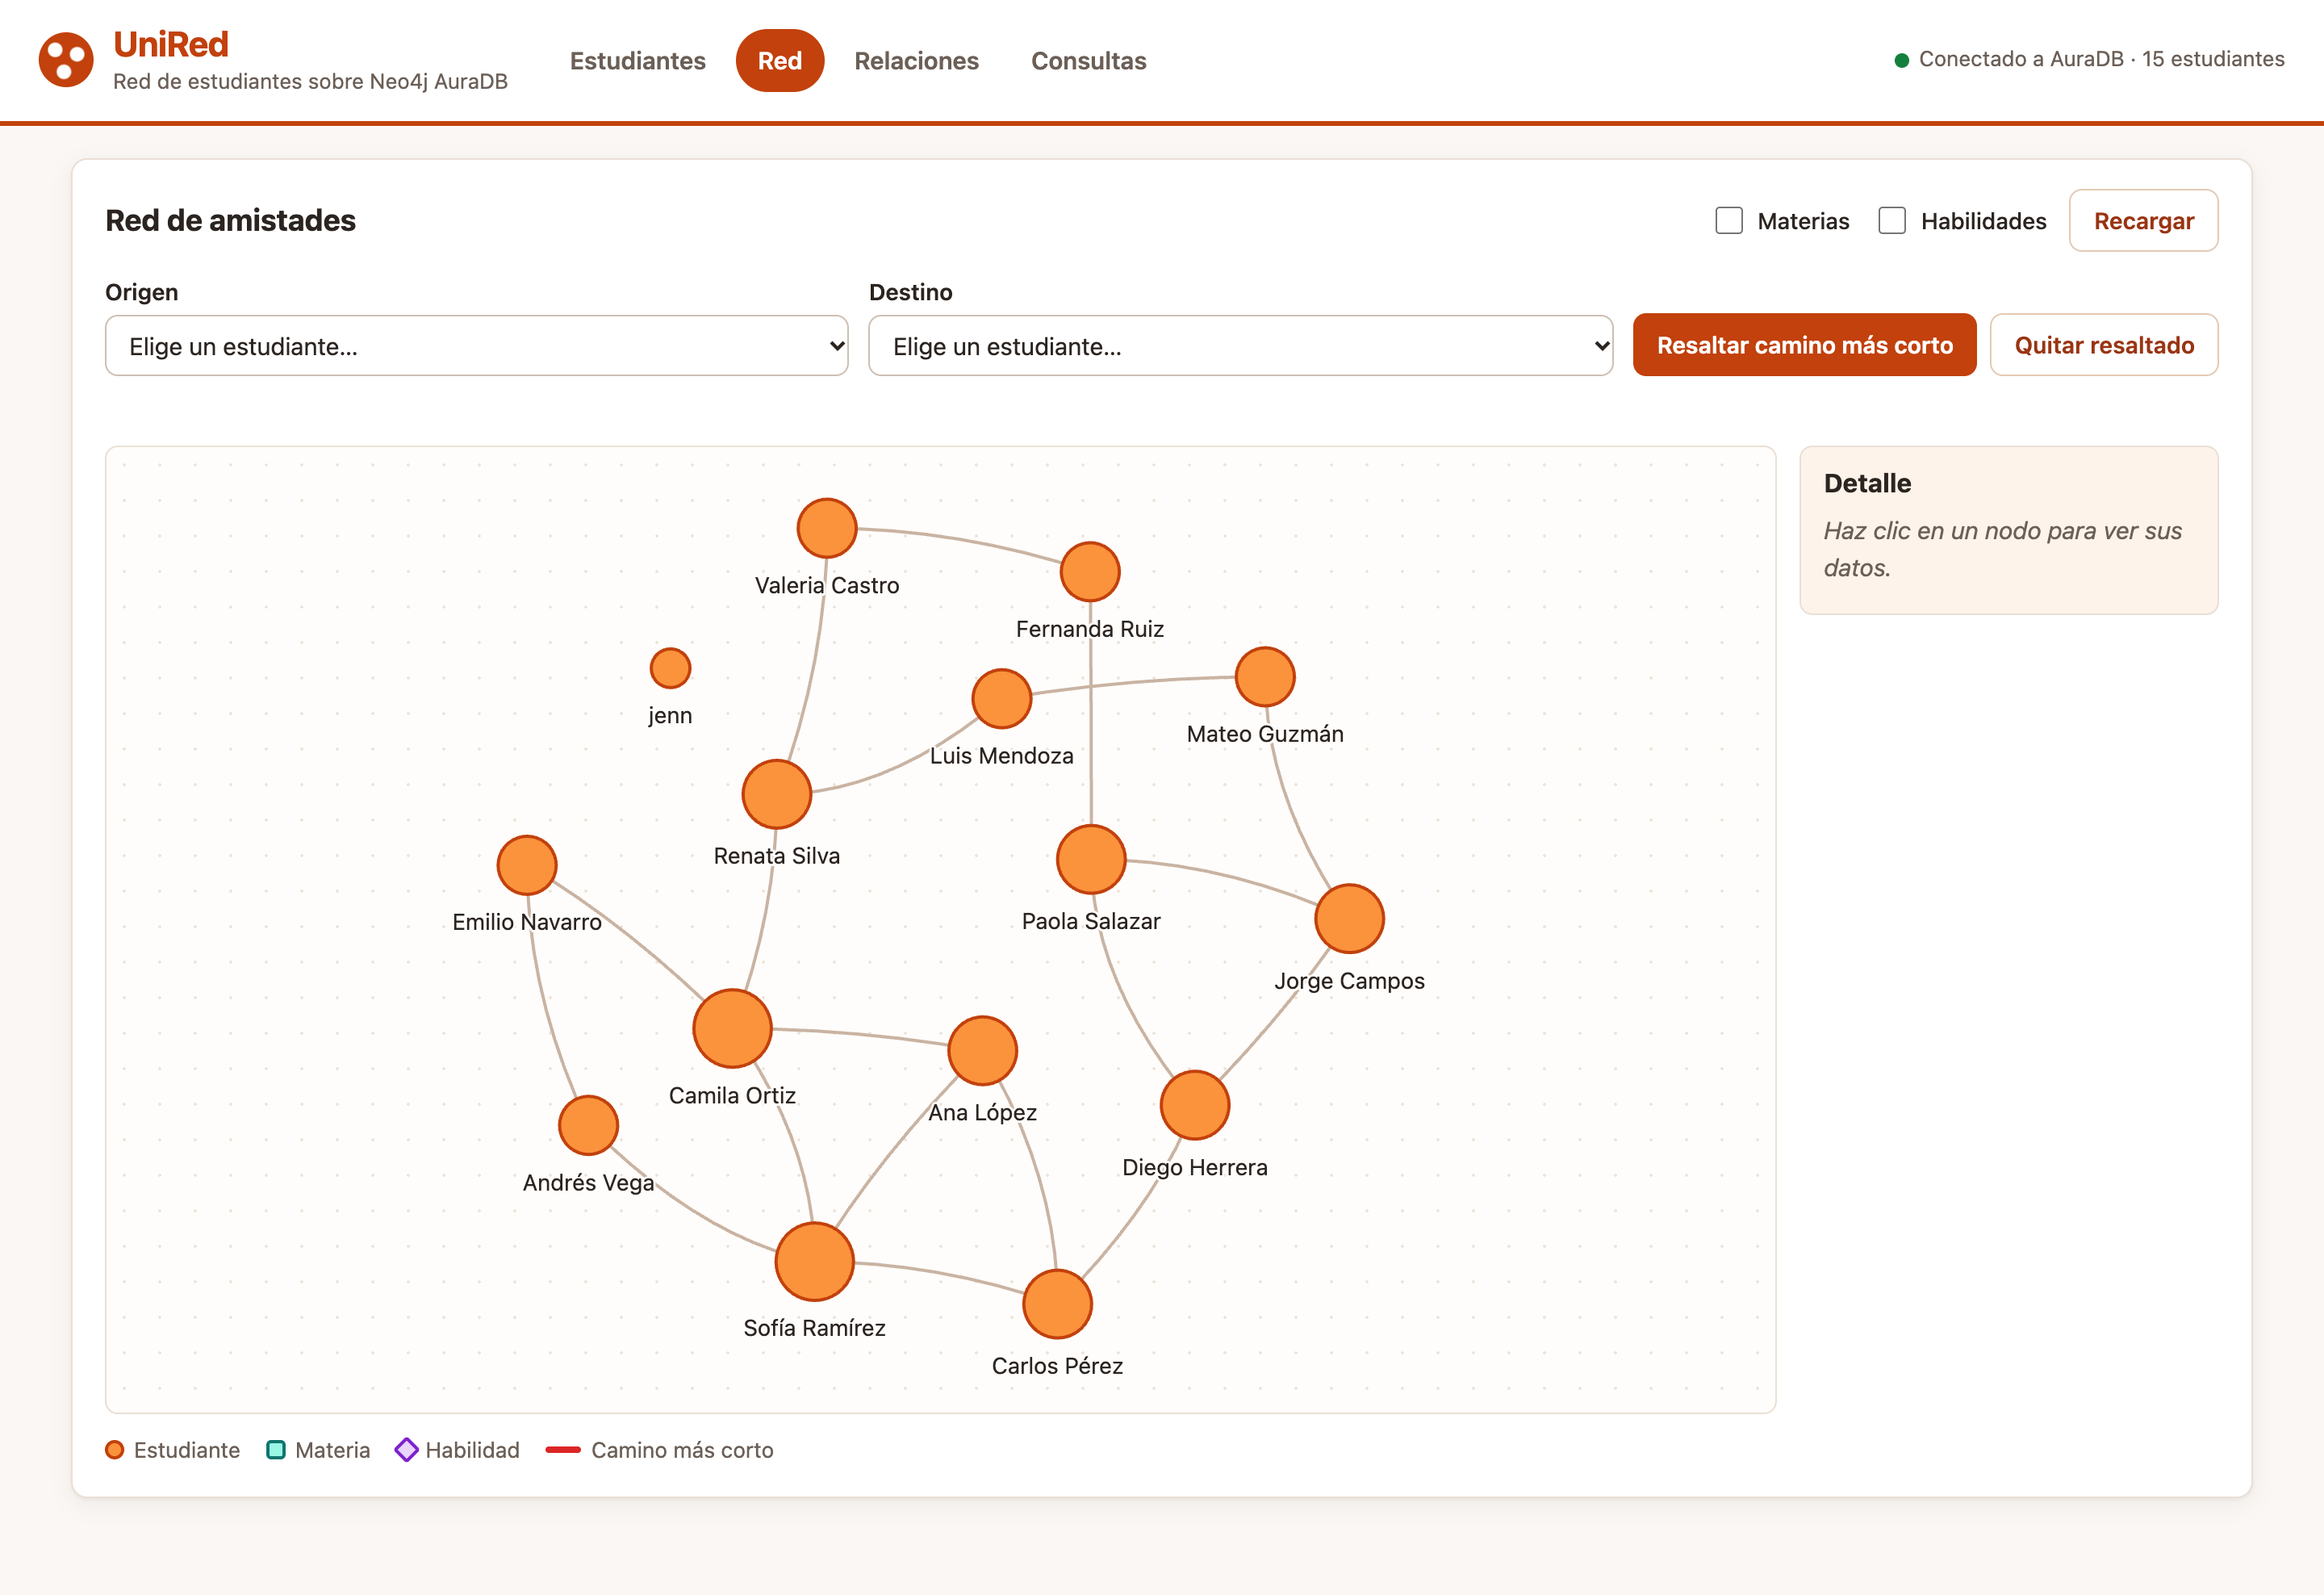 UniRed
Red de estudiantes sobre Neo4j AuraDB
Estudiantes
Red
Relaciones
Consultas
Conectado a AuraDB · 15 estudiantes
Red de amistades
Materias
Habilidades
Recargar
Origen
Destino
Elige un estudiante...
Elige un estudiante...
Resaltar camino más corto
Quitar resaltado
Detalle
Haz clic en un nodo para ver sus
datos.
Valeria Castro
Fernanda Ruiz
jenn
Mateo Guzmán
Luis Mendoza
Renata Silva
Emilio Navarro
Paola Salazar
Jorge Campos
Camila Ortiz
Ana López
Diego Herrera
Andrés Vega
Sofía Ramírez
Carlos Pérez
Estudiante
Materia
Habilidad
Camino más corto